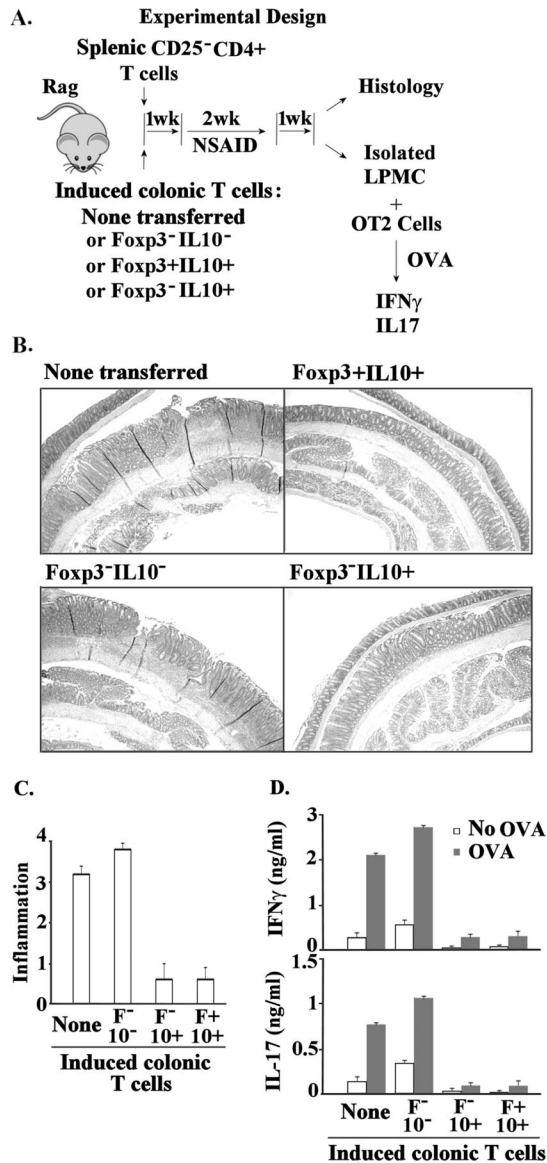 A.
Experimental Design
Splenic CD25⁻CD4+
T cells
Rag
1wk
2wk
NSAID
1wk
Histology
Isolated
LPMC
+
OT2 Cells
OVA
IFNγ
IL17
Induced colonic T cells:
None transferred
or Foxp3⁻IL10⁻
or Foxp3+IL10+
or Foxp3⁻IL10+
B.
None transferred
Foxp3+IL10+
Foxp3⁻IL10⁻
Foxp3⁻IL10+
C.
Inflammation
4
3
1
0
None
F⁻ F⁻ F+
10⁻ 10+ 10+
Induced colonic
T cells
D.
No OVA
OVA
IFNγ (ng/ml)
3
2
1
0
IL-17 (ng/ml)
1
0.5
0
None
F⁻ F⁻ F+
10⁻ 10+ 10+
Induced colonic T cells